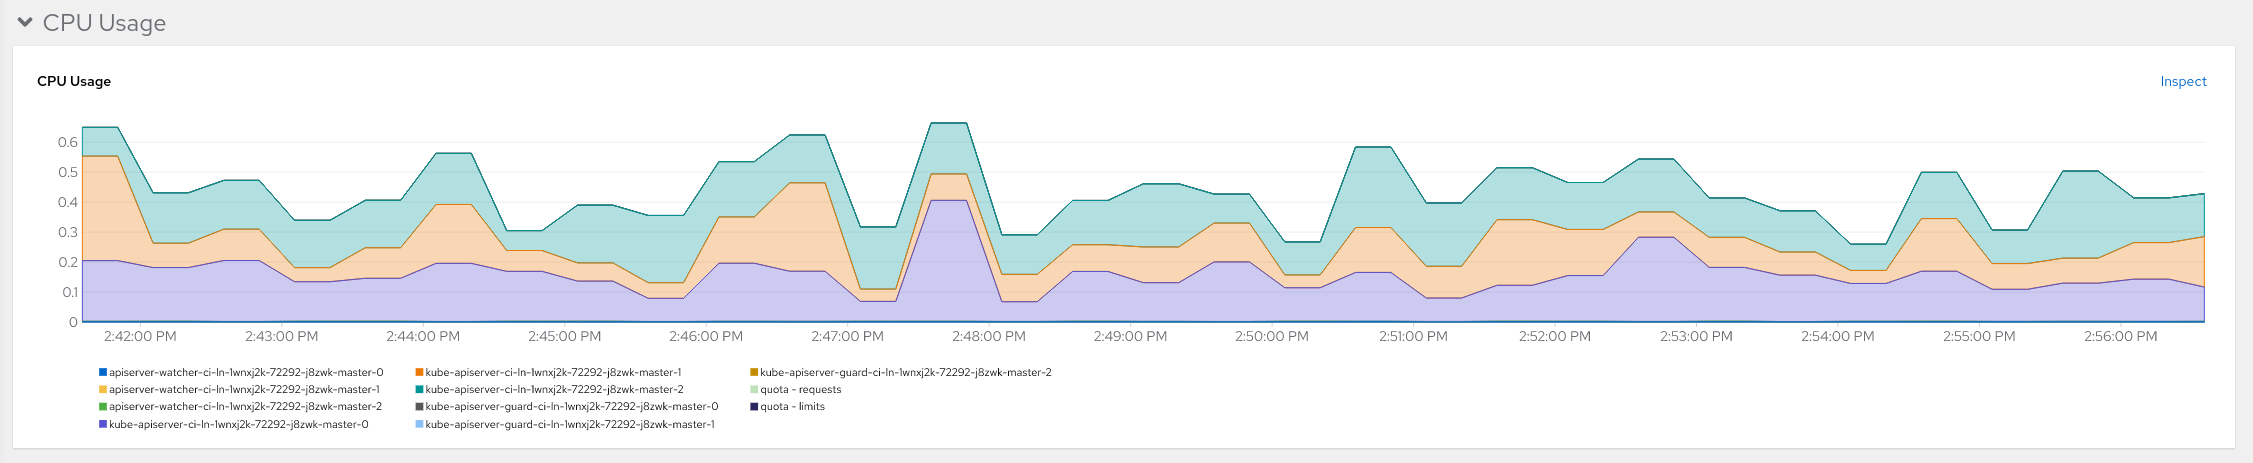 CPU Usage
CPU Usage
Inspect
0.6
0.5
0.4
0.3
0.2
0.1
0
2:42:00 PM 2:43:00 PM 2:44:00 PM 2:45:00 PM 2:46:00 PM 2:47:00 PM 2:48:00 PM 2:49:00 PM 2:50:00 PM 2:51:00 PM 2:52:00 PM 2:53:00 PM 2:54:00 PM 2:55:00 PM 2:56:00 PM
apiserver-watcher-ci-ln-1wnxj2k-72292-j8zwk-master-0
apiserver-watcher-ci-ln-1wnxj2k-72292-j8zwk-master-1
apiserver-watcher-ci-ln-1wnxj2k-72292-j8zwk-master-2
kube-apiserver-ci-ln-1wnxj2k-72292-j8zwk-master-0
kube-apiserver-ci-ln-1wnxj2k-72292-j8zwk-master-1
kube-apiserver-ci-ln-1wnxj2k-72292-j8zwk-master-2
kube-apiserver-guard-ci-ln-1wnxj2k-72292-j8zwk-master-0
kube-apiserver-guard-ci-ln-1wnxj2k-72292-j8zwk-master-1
kube-apiserver-guard-ci-ln-1wnxj2k-72292-j8zwk-master-2
quota - requests
quota - limits